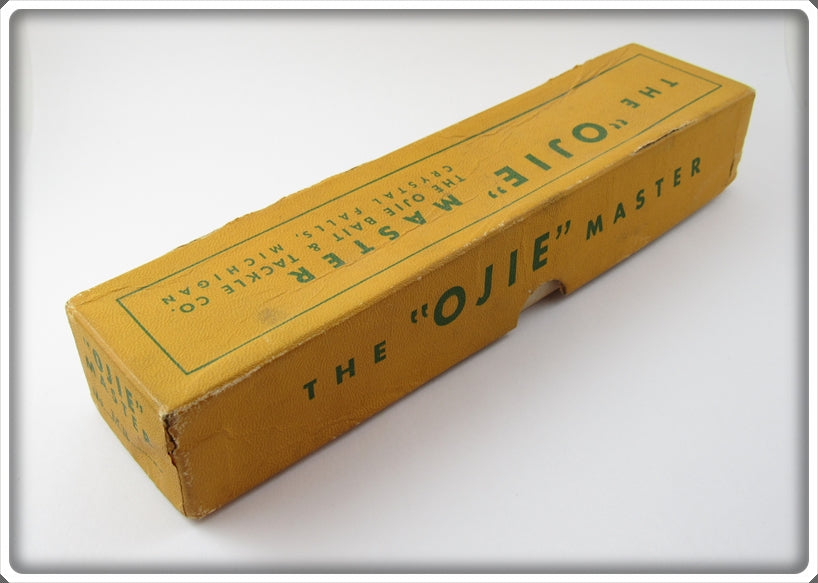 THE "OJIE" MASTER
THE OJIE BAIT & TACKLE CO.
CRYSTAL FALLS, MICHIGAN
THE "OJIE" MASTER
"OJIE"
MASTER